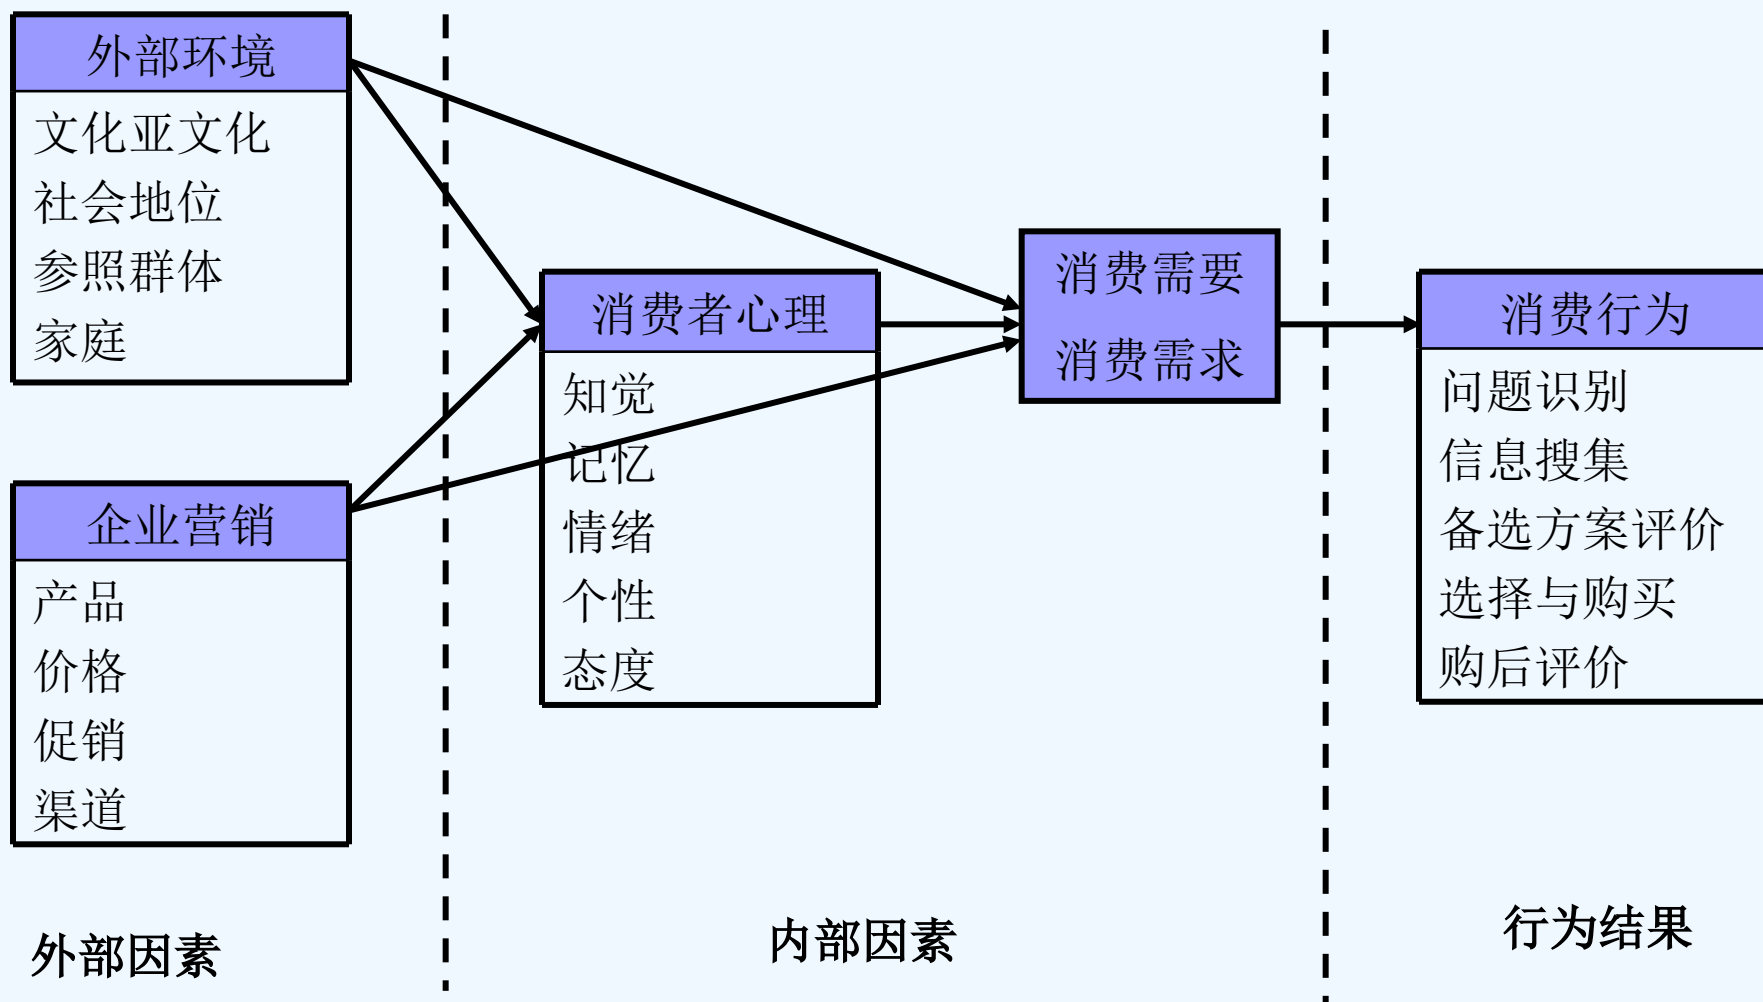 外部环境
文化亚文化
社会地位
参照群体
家庭
企业营销
产品
价格
促销
渠道
外部因素
消费者心理
知觉
记忆
情绪
个性
态度
消费需要
消费需求
内部因素
消费行为
问题识别
信息搜集
备选方案评价
选择与购买
购后评价
行为结果